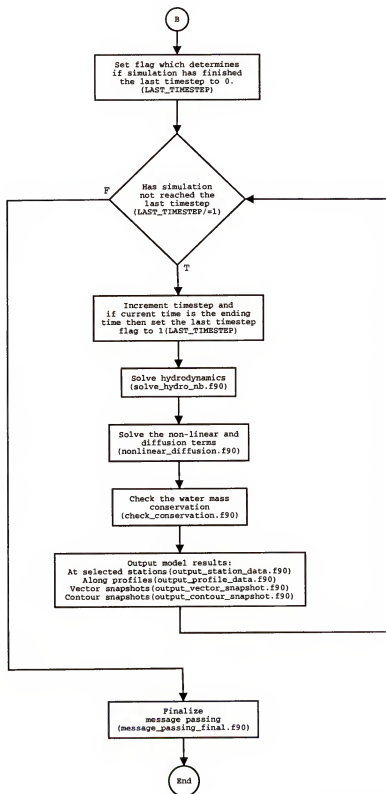 B
Set flag which determines
if simulation has finished
the last timestep to 0.
(LAST_TIMESTEP)
F
Has simulation
not reached the
last timestep
(LAST_TIMESTEP/=1)
T
Increment timestep and
if current time is the ending
time then set the last timestep
flag to 1(LAST_TIMESTEP)
Solve hydrodynamics
(solve_hydro_nb.f90)
Solve the non-linear and
diffusion terms
(nonlinear_diffusion.f90)
Check the water mass
conservation
(check_conservation.f90)
Output model results:
At selected stations(output_station_data.f90)
Along profiles(output_profile_data.f90)
Vector snapshots(output_vector_snapshot.f90)
Contour snapshots(output_contour_snapshot.f90)
Finalize
message passing
(message_passing_final.f90)
End